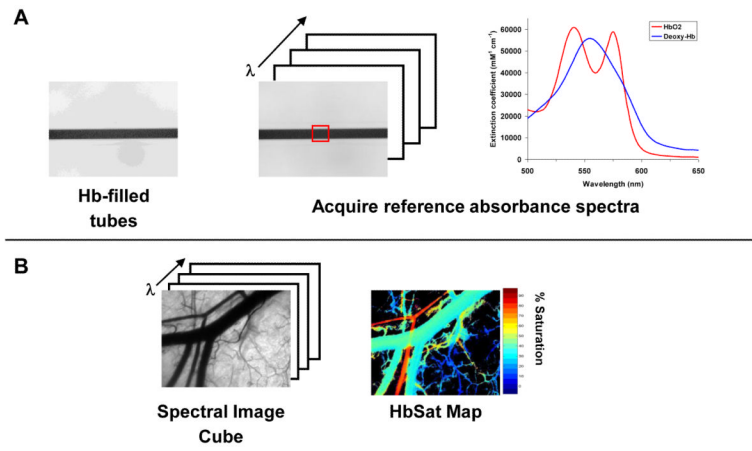 A
λ
Hb-filled
tubes
Acquire reference absorbance spectra
HbO2
Deoxy-Hb
Extinction coefficient (mM⁻¹ cm⁻¹)
60000
50000
40000
30000
20000
10000
0
500
550
600
650
Wavelength (nm)
B
λ
Spectral Image
Cube
HbSat Map
% Saturation